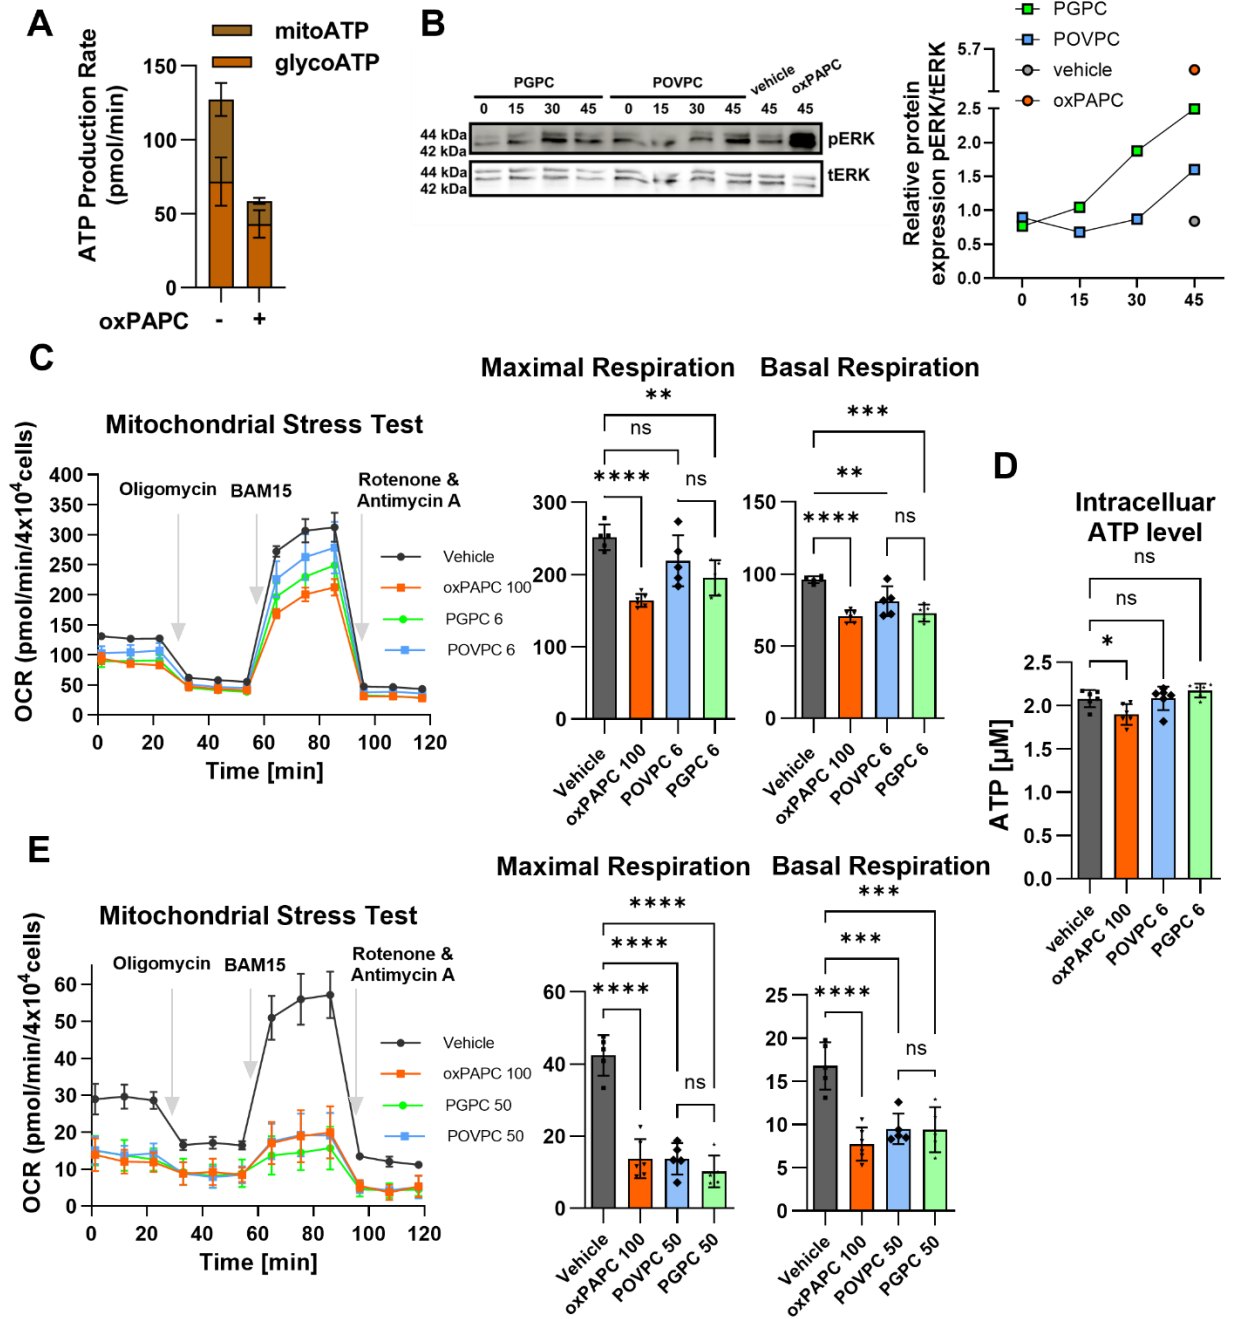 A
mitoATP
glycoATP
ATP Production Rate
(pmol/min)
150
100
50
0
oxPAPC
-
+
B
PGPC
POVPC
vehicle
oxPAPC
0 15 30 45 0 15 30 45 45 45
44 kDa
42 kDa
pERK
44 kDa
42 kDa
tERK
PGPC
POVPC
vehicle
oxPAPC
Relative protein
expression pERK/tERK
5.7
2.5
2.0
1.5
1.0
0.5
0.0
0 15 30 45
C
Mitochondrial Stress Test
Oligomycin
BAM15
Rotenone &
Antimycin A
OCR (pmol/min/4x10⁴cells)
400
350
300
250
200
150
100
50
0
0 20 40 60 80 100 120
Time [min]
Vehicle
oxPAPC 100
PGPC 6
POVPC 6
Maximal Respiration
**
ns
****
ns
300
200
100
0
Vehicle
oxPAPC 100
POVPC 6
PGPC 6
Basal Respiration
***
**
****
ns
150
100
50
0
Vehicle
oxPAPC 100
POVPC 6
PGPC 6
D
Intracelluar
ATP level
ns
ns
*
ATP [µM]
2.5
2.0
1.5
1.0
0.5
0.0
vehicle
oxPAPC 100
POVPC 6
PGPC 6
E
Mitochondrial Stress Test
Oligomycin
BAM15
Rotenone &
Antimycin A
OCR (pmol/min/4x10⁴cells)
60
50
40
30
20
10
0
0 20 40 60 80 100 120
Time [min]
Vehicle
oxPAPC 100
PGPC 50
POVPC 50
Maximal Respiration
****
****
****
ns
60
40
20
0
Vehicle
oxPAPC 100
POVPC 50
PGPC 50
Basal Respiration
***
***
****
ns
25
20
15
10
5
0
Vehicle
oxPAPC 100
POVPC 50
PGPC 50